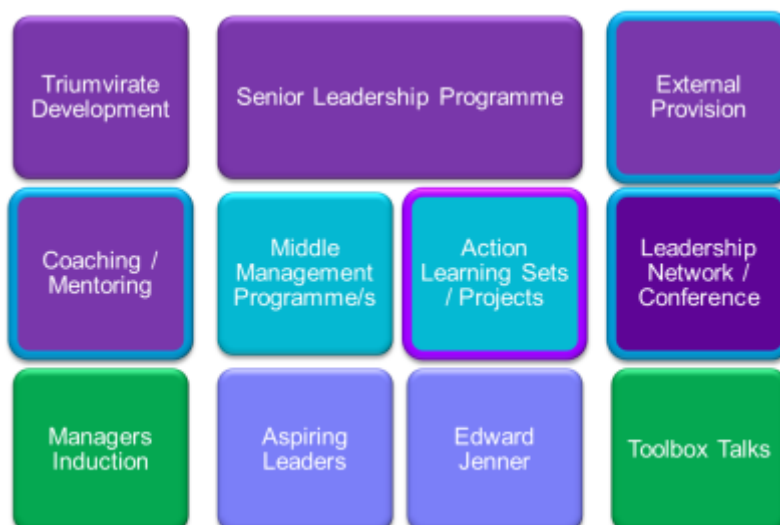 Triumvirate
Development
Senior Leadership Programme
External
Provision
Coaching /
Mentoring
Middle
Management
Programme/s
Action
Learning Sets
/ Projects
Leadership
Network /
Conference
Managers
Induction
Aspiring
Leaders
Edward
Jenner
Toolbox Talks